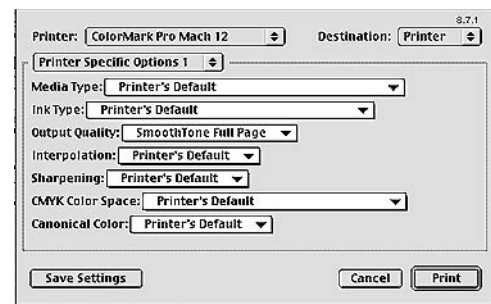 8.7.1
Printer: ColorMark Pro Mach 12 Destination: Printer
Printer Specific Options 1
Media Type: Printer's Default
Ink Type: Printer's Default
Output Quality: SmoothTone Full Page
Interpolation: Printer's Default
Sharpening: Printer's Default
CMYK Color Space: Printer's Default
Canonical Color: Printer's Default
Save Settings Cancel Print